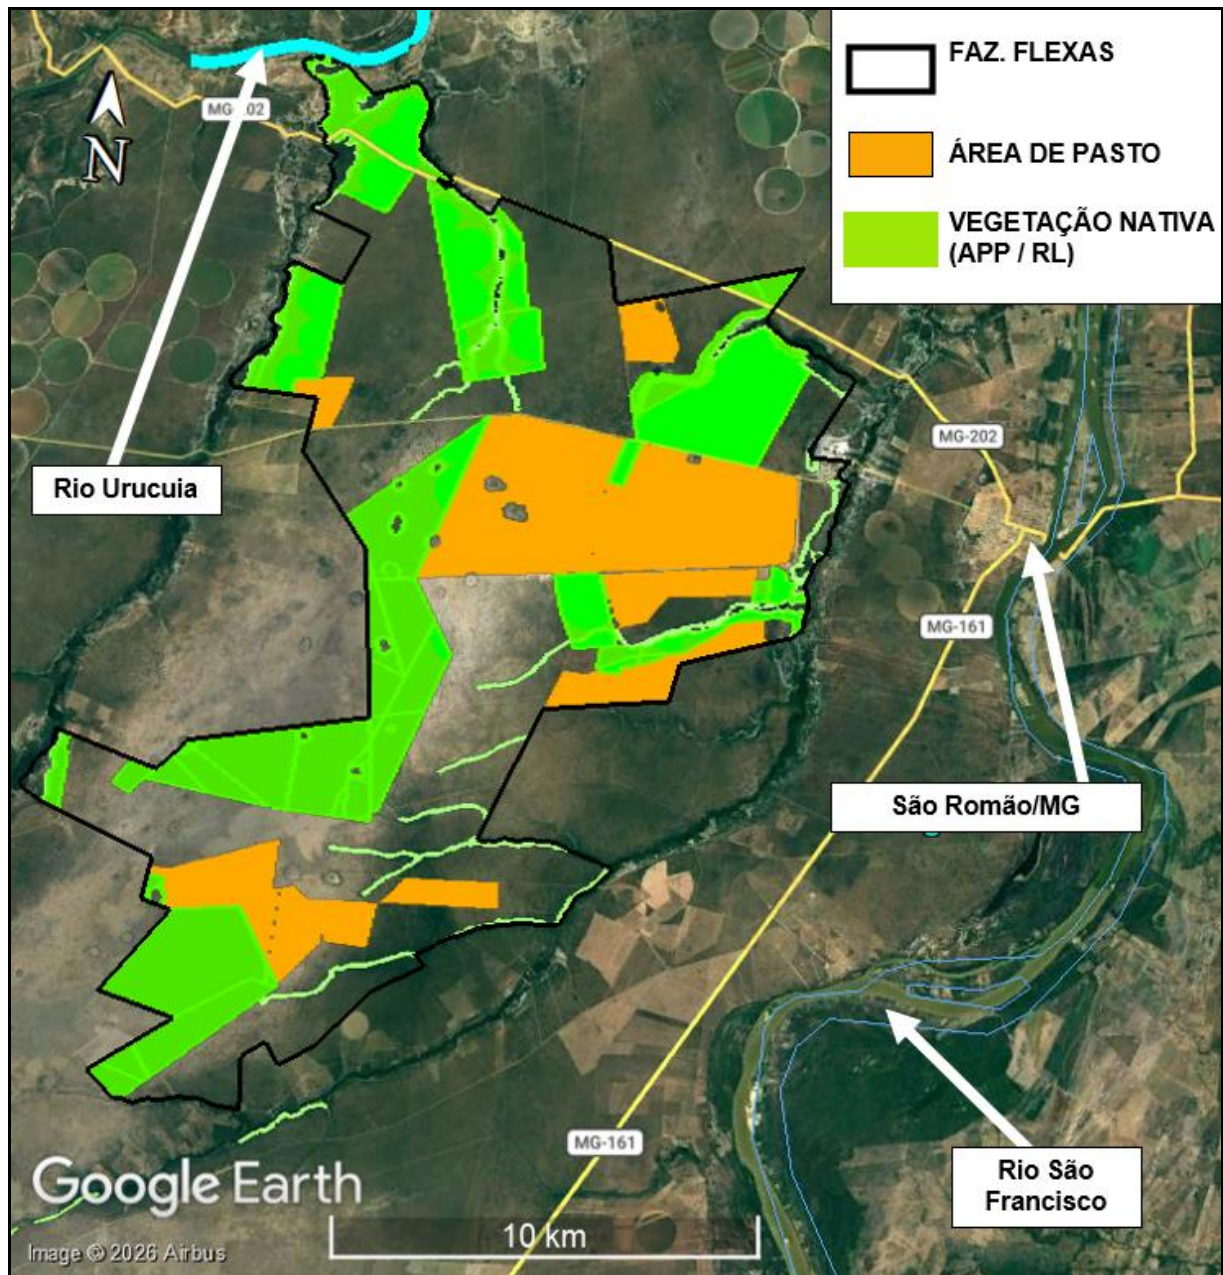 FAZ. FLEXAS
ÁREA DE PASTO
VEGETAÇÃO NATIVA
(APP / RL)
N
MG- 02
MG-202
Rio Urucuia
MG-161
São Romão/MG
MG-161
Rio São
Francisco
Google Earth
10 km
Image © 2026 Airbus